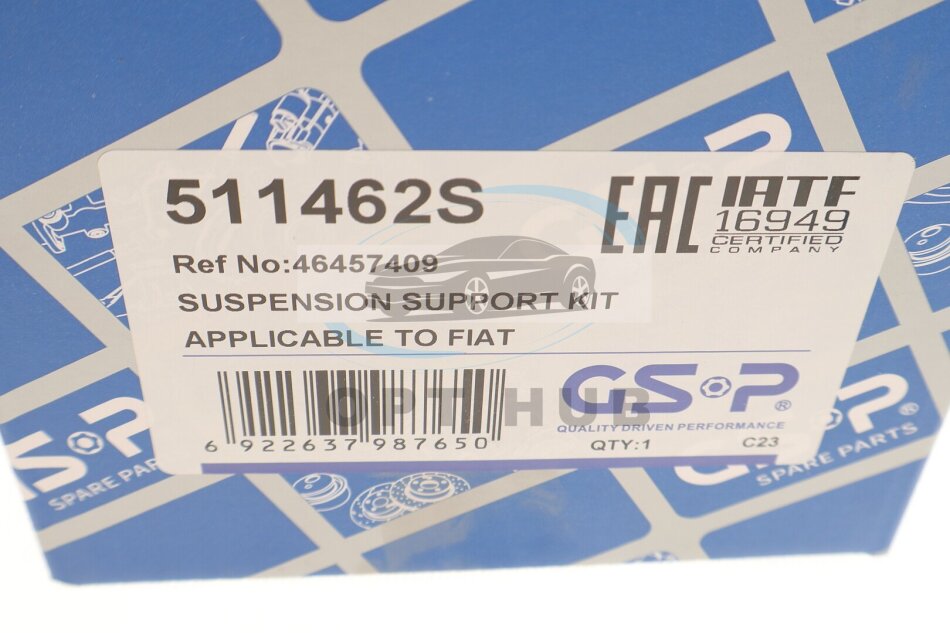 511462S
EAC
IATF
16949
CERTIFIED
COMPANY
Ref No:46457409
SUSPENSION SUPPORT KIT
APPLICABLE TO FIAT
OPT HUB
GSP®
QUALITY DRIVEN PERFORMANCE
6 922637 987650
QTY:1
C23
GSP
SPARE PARTS
GSP®
SPARE PARTS